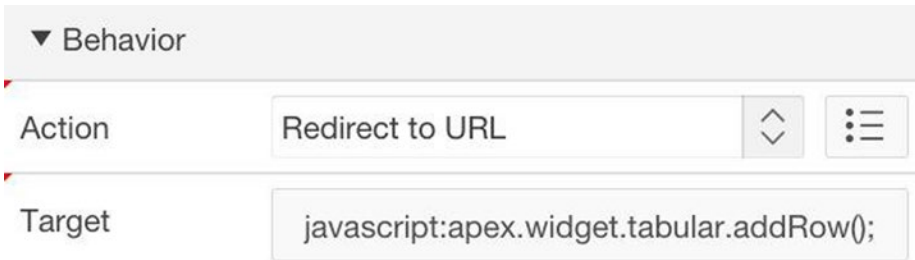 ▼ Behavior
Action Redirect to URL
Target javascript:apex.widget.tabular.addRow();